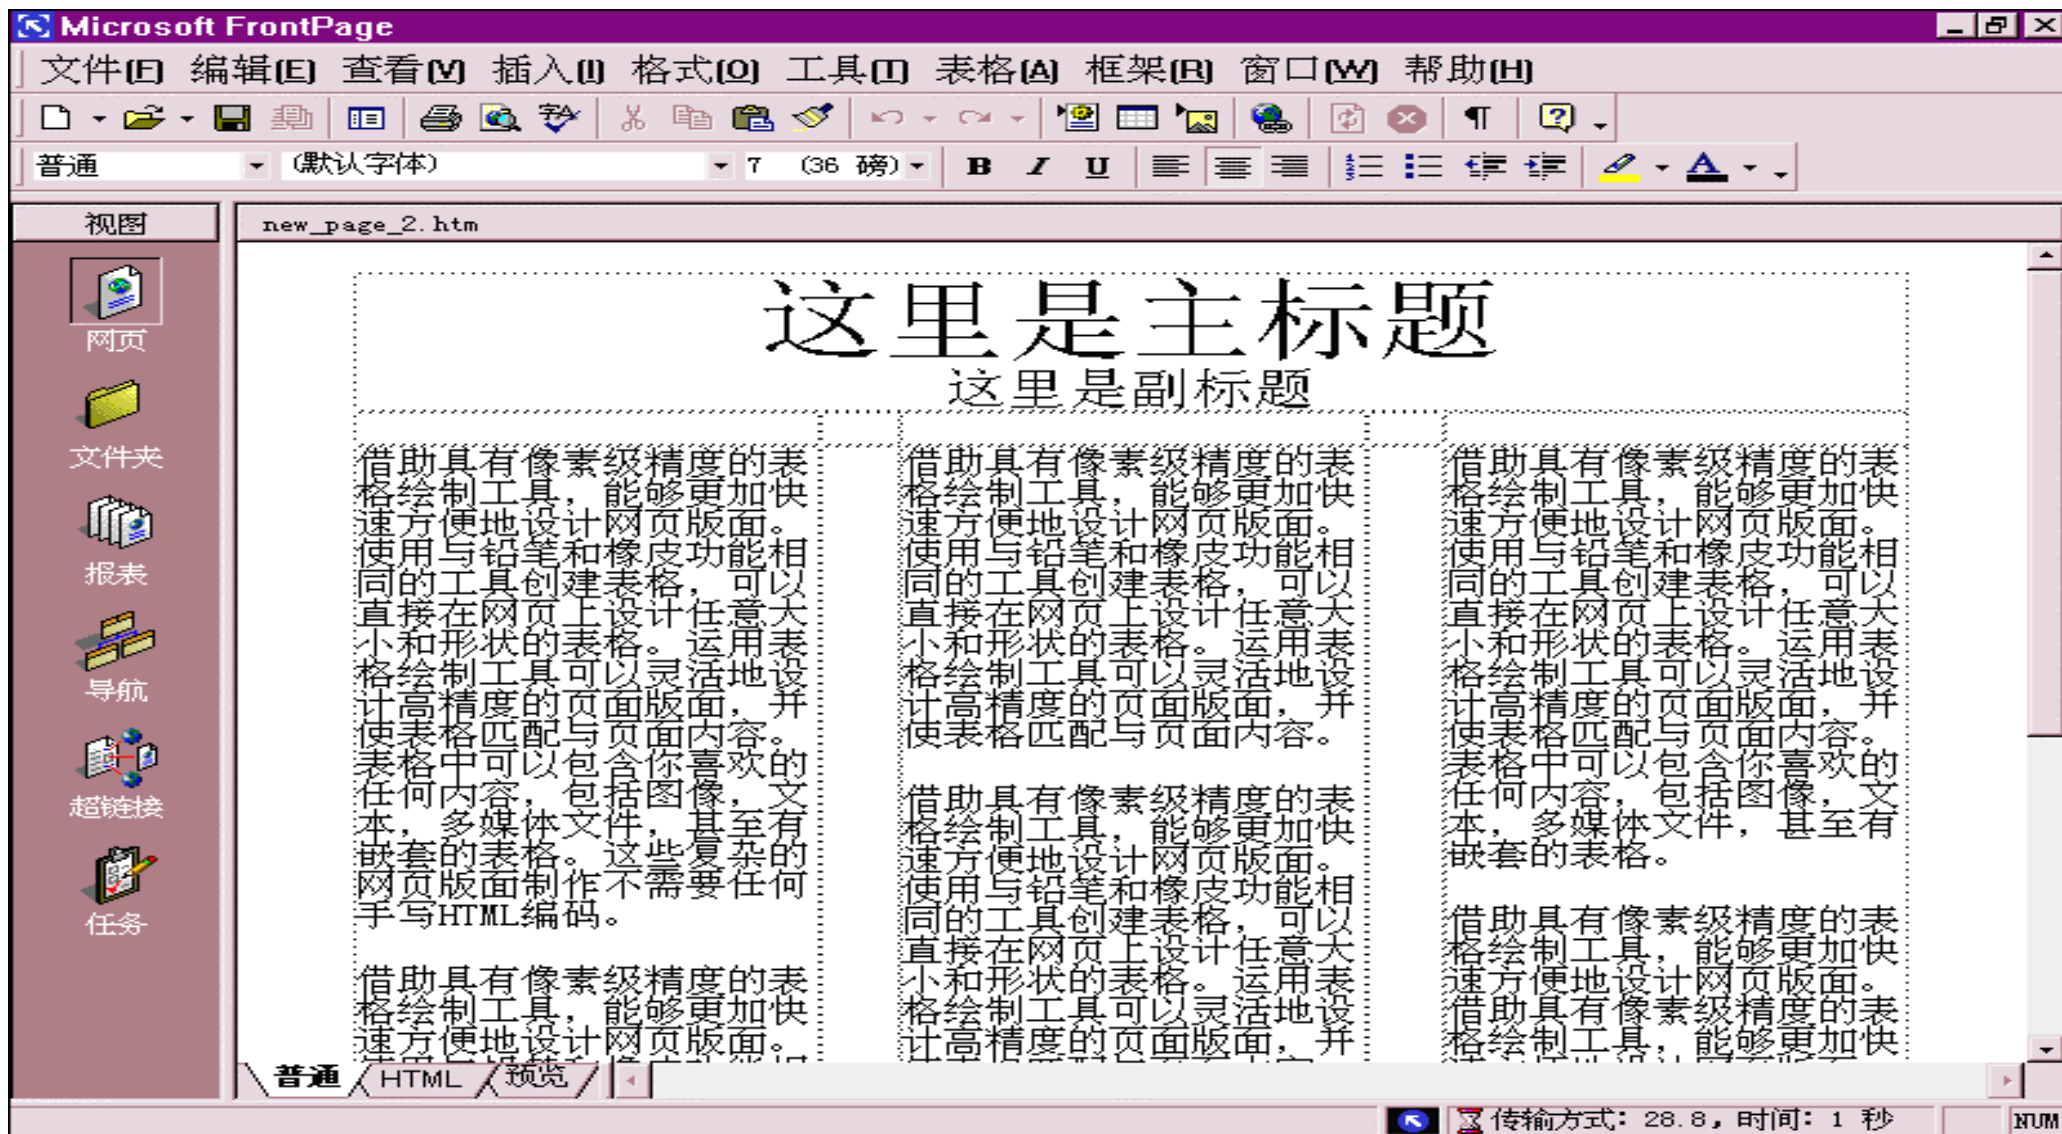 Microsoft FrontPage
文件(F) 编辑(E) 查看(V) 插入(I) 格式(O) 工具(T) 表格(A) 框架(R) 窗口(W) 帮助(H)
普通 (默认字体) 7 (36 磅) B I U A
视图
new_page_2.htm
网页
文件夹
报表
导航
超链接
任务
这里是主标题
这里是副标题
借助具有像素级精度的表
格绘制工具，能够更加快
速方便地设计网页版面。
使用与铅笔和橡皮功能相
同的工具创建表格，可以
直接在网页上设计任意大
小和形状的表格。运用表
格绘制工具可以灵活地设
计高精度的页面版面，并
使表格匹配与页面内容。
表格中可以包含你喜欢的
任何内容，包括图像，文
本，多媒体文件，甚至有
嵌套的表格。这些复杂的
网页版面制作不需要任何
手写HTML编码。
借助具有像素级精度的表
格绘制工具，能够更加快
速方便地设计网页版面。
借助具有像素级精度的表
格绘制工具，能够更加快
速方便地设计网页版面。
使用与铅笔和橡皮功能相
同的工具创建表格，可以
直接在网页上设计任意大
小和形状的表格。运用表
格绘制工具可以灵活地设
计高精度的页面版面，并
使表格匹配与页面内容。
借助具有像素级精度的表
格绘制工具，能够更加快
速方便地设计网页版面。
使用与铅笔和橡皮功能相
同的工具创建表格，可以
直接在网页上设计任意大
小和形状的表格。运用表
格绘制工具可以灵活地设
计高精度的页面版面，并
借助具有像素级精度的表
格绘制工具，能够更加快
速方便地设计网页版面。
使用与铅笔和橡皮功能相
同的工具创建表格，可以
直接在网页上设计任意大
小和形状的表格。运用表
格绘制工具可以灵活地设
计高精度的页面版面，并
使表格匹配与页面内容。
表格中可以包含你喜欢的
任何内容，包括图像，文
本，多媒体文件，甚至有
嵌套的表格。
借助具有像素级精度的表
格绘制工具，能够更加快
速方便地设计网页版面。
借助具有像素级精度的表
格绘制工具，能够更加快
普通 HTML 预览
传输方式：28.8，时间：1 秒 NUM